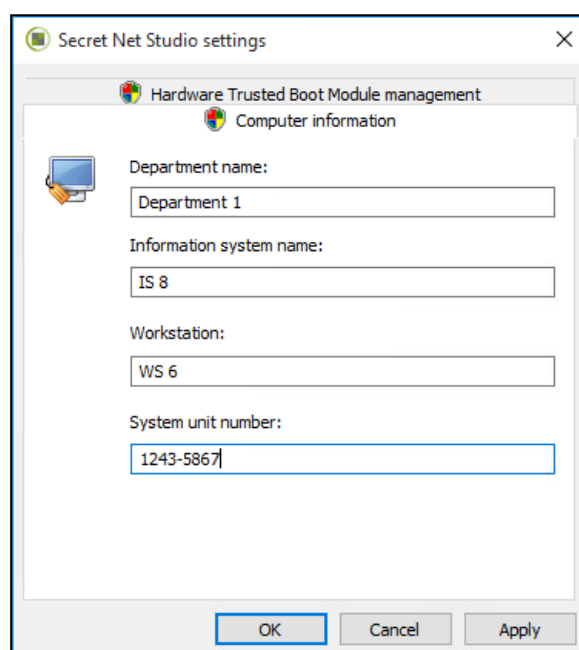 Secret Net Studio settings
Hardware Trusted Boot Module management
Computer information
Department name:
Department 1
Information system name:
IS 8
Workstation:
WS 6
System unit number:
1243-5867
OK Cancel Apply